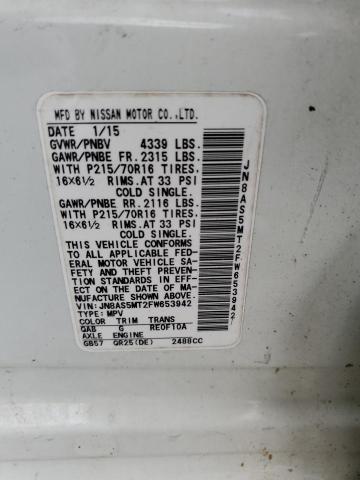 MFD BY NISSAN MOTOR CO.,LTD.
DATE 1/15
GVWR/PNBV 4339 LBS.
GAWR/PNBE FR. 2315 LBS.
WITH P215/70R16 TIRES,
16X6½ RIMS. AT 33 PSI
COLD SINGLE.
GAWR/PNBE RR. 2116 LBS.
WITH P215/70R16 TIRES,
16X6½ RIMS. AT 33 PSI
COLD SINGLE.
THIS VEHICLE CONFORMS
TO ALL APPLICABLE FED-
ERAL MOTOR VEHICLE SA-
FETY AND THEFT PREVEN-
TION STANDARDS IN EFF-
ECT ON THE DATE OF MA-
NUFACTURE SHOWN ABOVE.
VIN: JN8AS5MT2FW653942
TYPE: MPV
COLOR TRIM TRANS
QAB G RE0F10A
AXLE ENGINE
GB57 QR25(DE) 2488CC
JN8AS5MT2FW653942